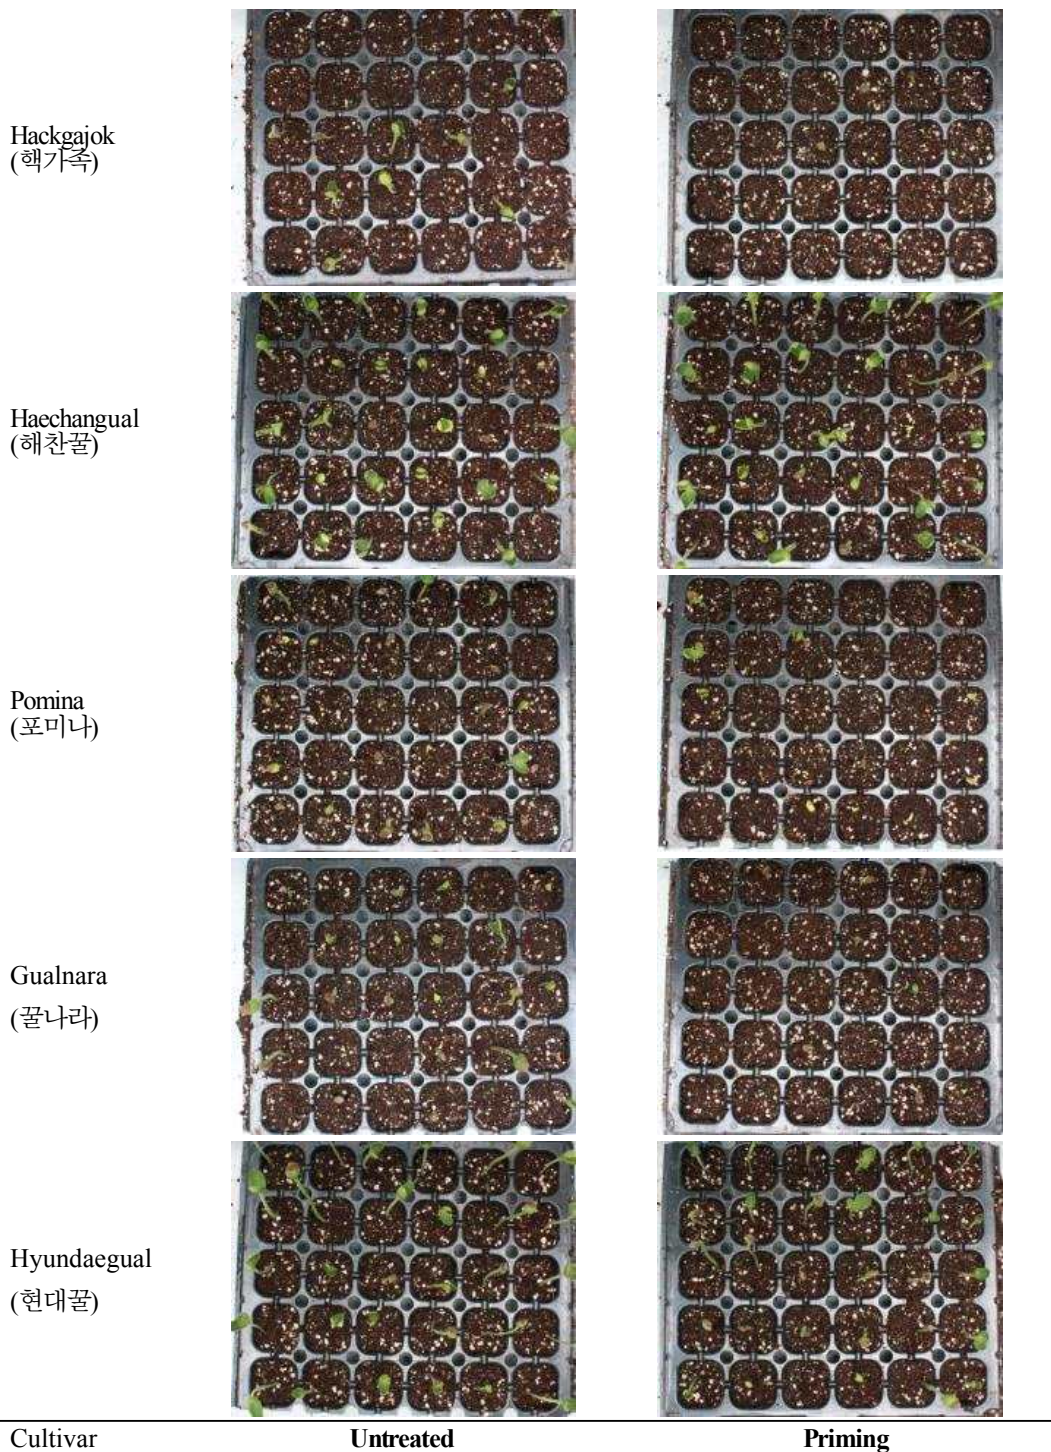 Hackgajok
(핵가족)
Haechangual
(해찬꿀)
Pomina
(포미나)
Gualnara
(꿀나라)
Hyundaegual
(현대꿀)
Cultivar Untreated Priming